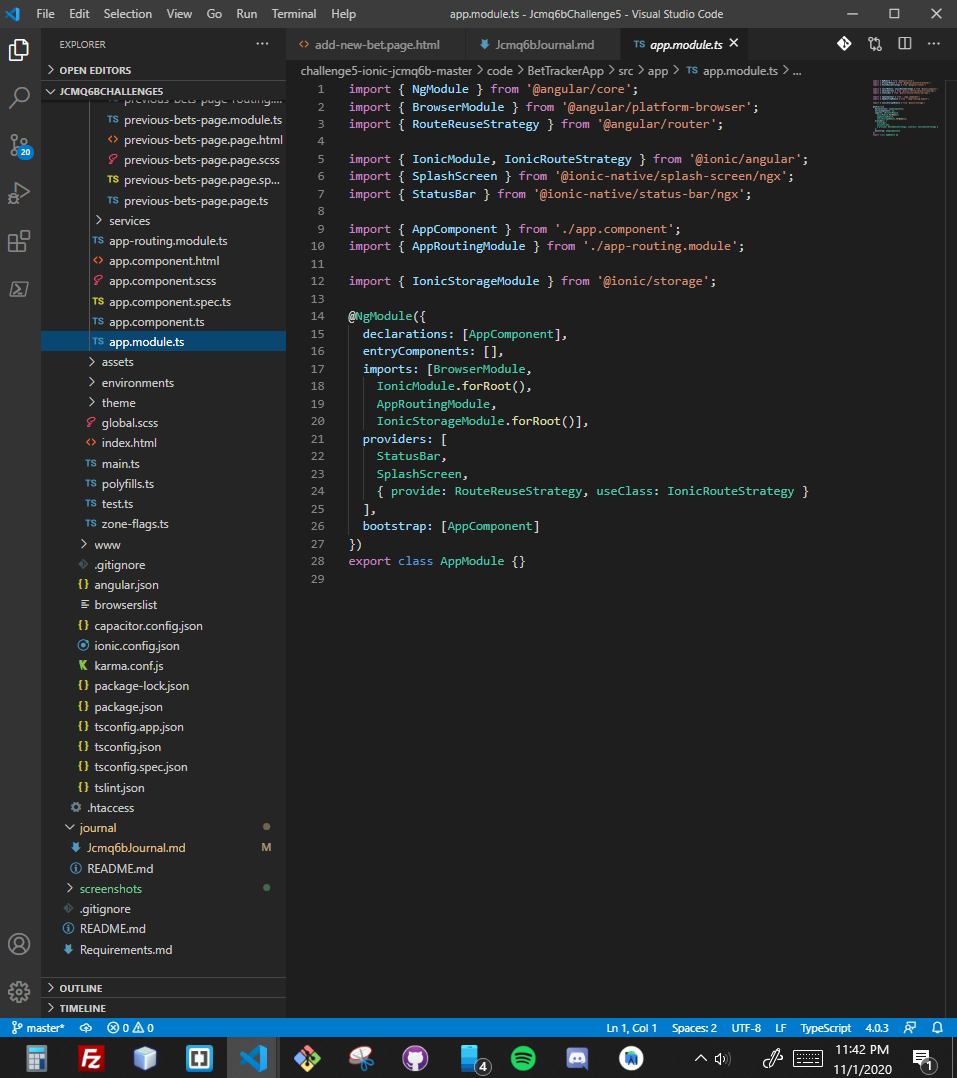 File Edit Selection View Go Run Terminal Help app.module.ts - Jcmq6bChallenge5 - Visual Studio Code
EXPLORER ...
OPEN EDITORS
JCMQ6BCHALLENGE5
previous-bets-page-routing....
TS previous-bets-page.module.ts
<> previous-bets-page.page.html
previous-bets-page.page.scss
TS previous-bets-page.page.sp...
TS previous-bets-page.page.ts
services
TS app-routing.module.ts
<> app.component.html
app.component.scss
TS app.component.spec.ts
TS app.component.ts
TS app.module.ts
assets
environments
theme
global.scss
<> index.html
TS main.ts
TS polyfills.ts
TS test.ts
TS zone-flags.ts
www
.gitignore
{} angular.json
browserslist
{} capacitor.config.json
ionic.config.json
karma.conf.js
{} package-lock.json
{} package.json
{} tsconfig.app.json
{} tsconfig.json
{} tsconfig.spec.json
{} tslint.json
.htaccess
journal
Jcmq6bJournal.md M
README.md
screenshots
.gitignore
README.md
Requirements.md
OUTLINE
TIMELINE
20
<> add-new-bet.page.html Jcmq6bJournal.md TS app.module.ts
challenge5-ionic-jcmq6b-master > code > BetTrackerApp > src > app > TS app.module.ts > ...
1 import { NgModule } from '@angular/core';
2 import { BrowserModule } from '@angular/platform-browser';
3 import { RouteReuseStrategy } from '@angular/router';
4
5 import { IonicModule, IonicRouteStrategy } from '@ionic/angular';
6 import { SplashScreen } from '@ionic-native/splash-screen/ngx';
7 import { StatusBar } from '@ionic-native/status-bar/ngx';
8
9 import { AppComponent } from './app.component';
10 import { AppRoutingModule } from './app-routing.module';
11
12 import { IonicStorageModule } from '@ionic/storage';
13
14 @NgModule({
15 declarations: [AppComponent],
16 entryComponents: [],
17 imports: [BrowserModule,
18 IonicModule.forRoot(),
19 AppRoutingModule,
20 IonicStorageModule.forRoot()],
21 providers: [
22 StatusBar,
23 SplashScreen,
24 { provide: RouteReuseStrategy, useClass: IonicRouteStrategy }
25 ],
26 bootstrap: [AppComponent]
27 })
28 export class AppModule {}
29
master* 0 0 Ln 1, Col 1 Spaces: 2 UTF-8 LF TypeScript 4.0.3
Fz 4 11:42 PM
11/1/2020 1